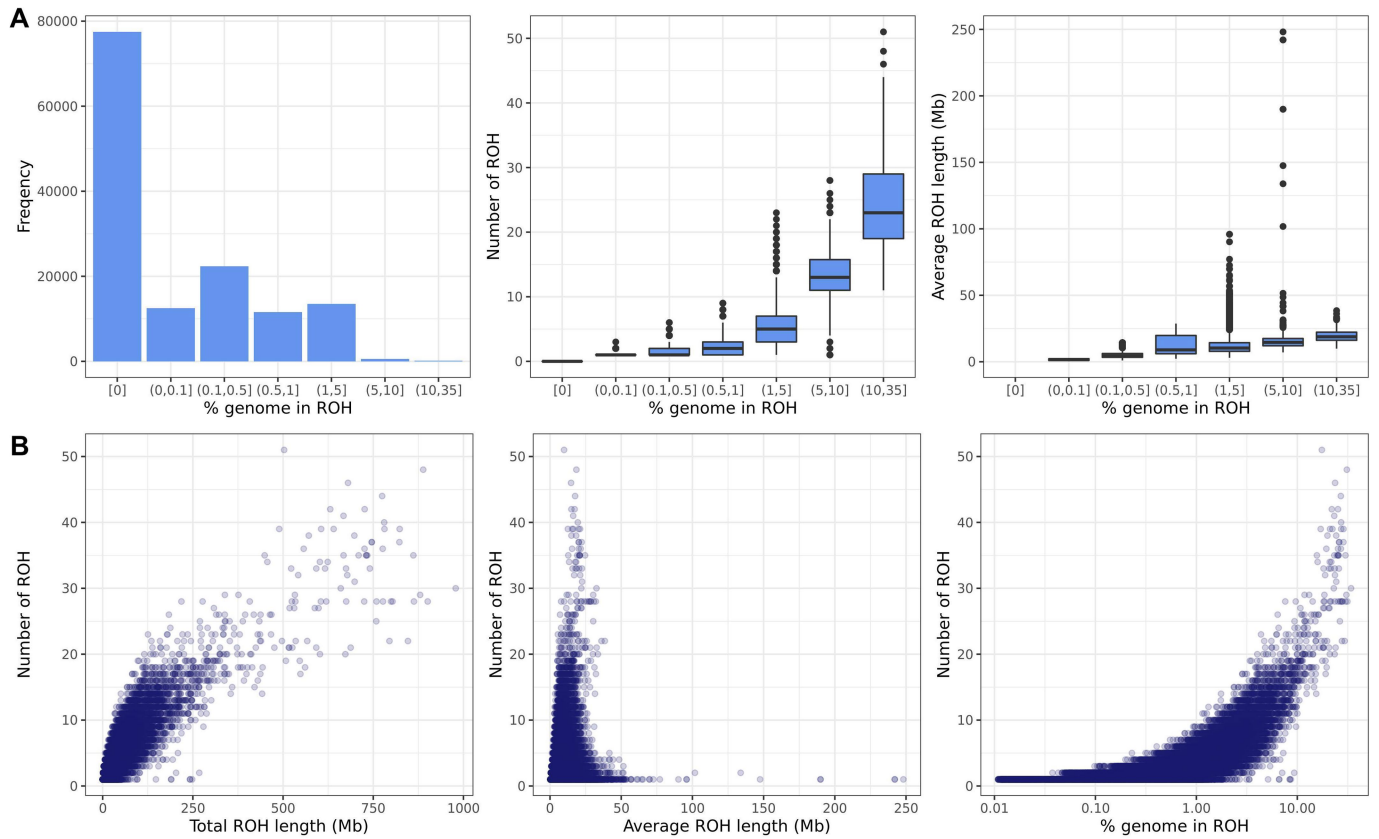 A
80000
60000
40000
20000
0
Freqency
[0] (0,0.1] (0.1,0.5] (0.5,1] (1,5] (5,10] (10,35]
% genome in ROH
50
40
30
20
10
0
Number of ROH
[0] (0,0.1] (0.1,0.5] (0.5,1] (1,5] (5,10] (10,35]
% genome in ROH
250
200
150
100
50
0
Average ROH length (Mb)
[0] (0,0.1] (0.1,0.5] (0.5,1] (1,5] (5,10] (10,35]
% genome in ROH
B
50
40
30
20
10
0
Number of ROH
0 250 500 750 1000
Total ROH length (Mb)
50
40
30
20
10
0
Number of ROH
0 50 100 150 200 250
Average ROH length (Mb)
50
40
30
20
10
0
Number of ROH
0.01 0.10 1.00 10.00
% genome in ROH